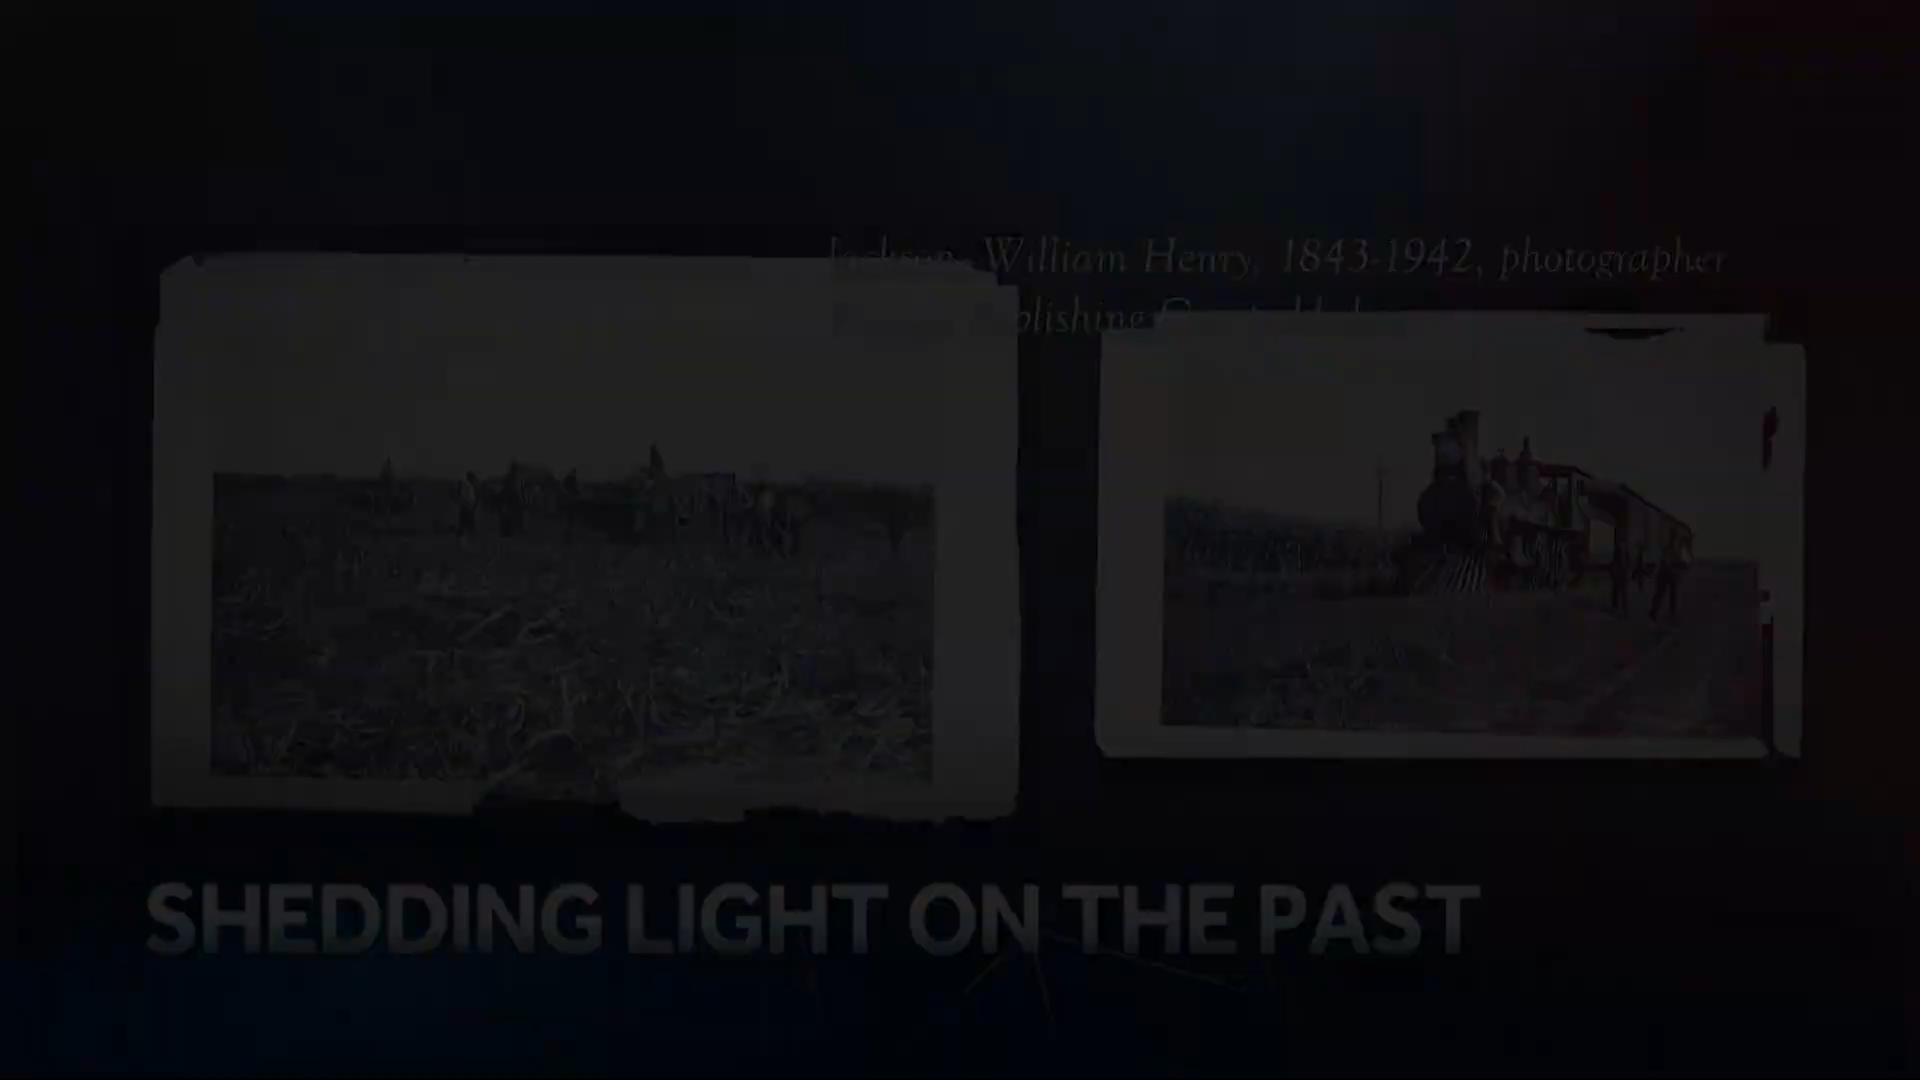 William Henry, 1843-1942, photographer
SHEDDING LIGHT ON THE PAST